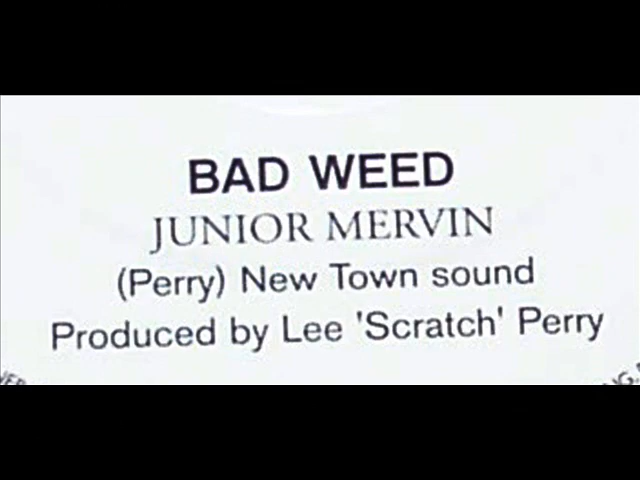 BAD WEED
JUNIOR MERVIN
(Perry) New Town sound
Produced by Lee 'Scratch' Perry